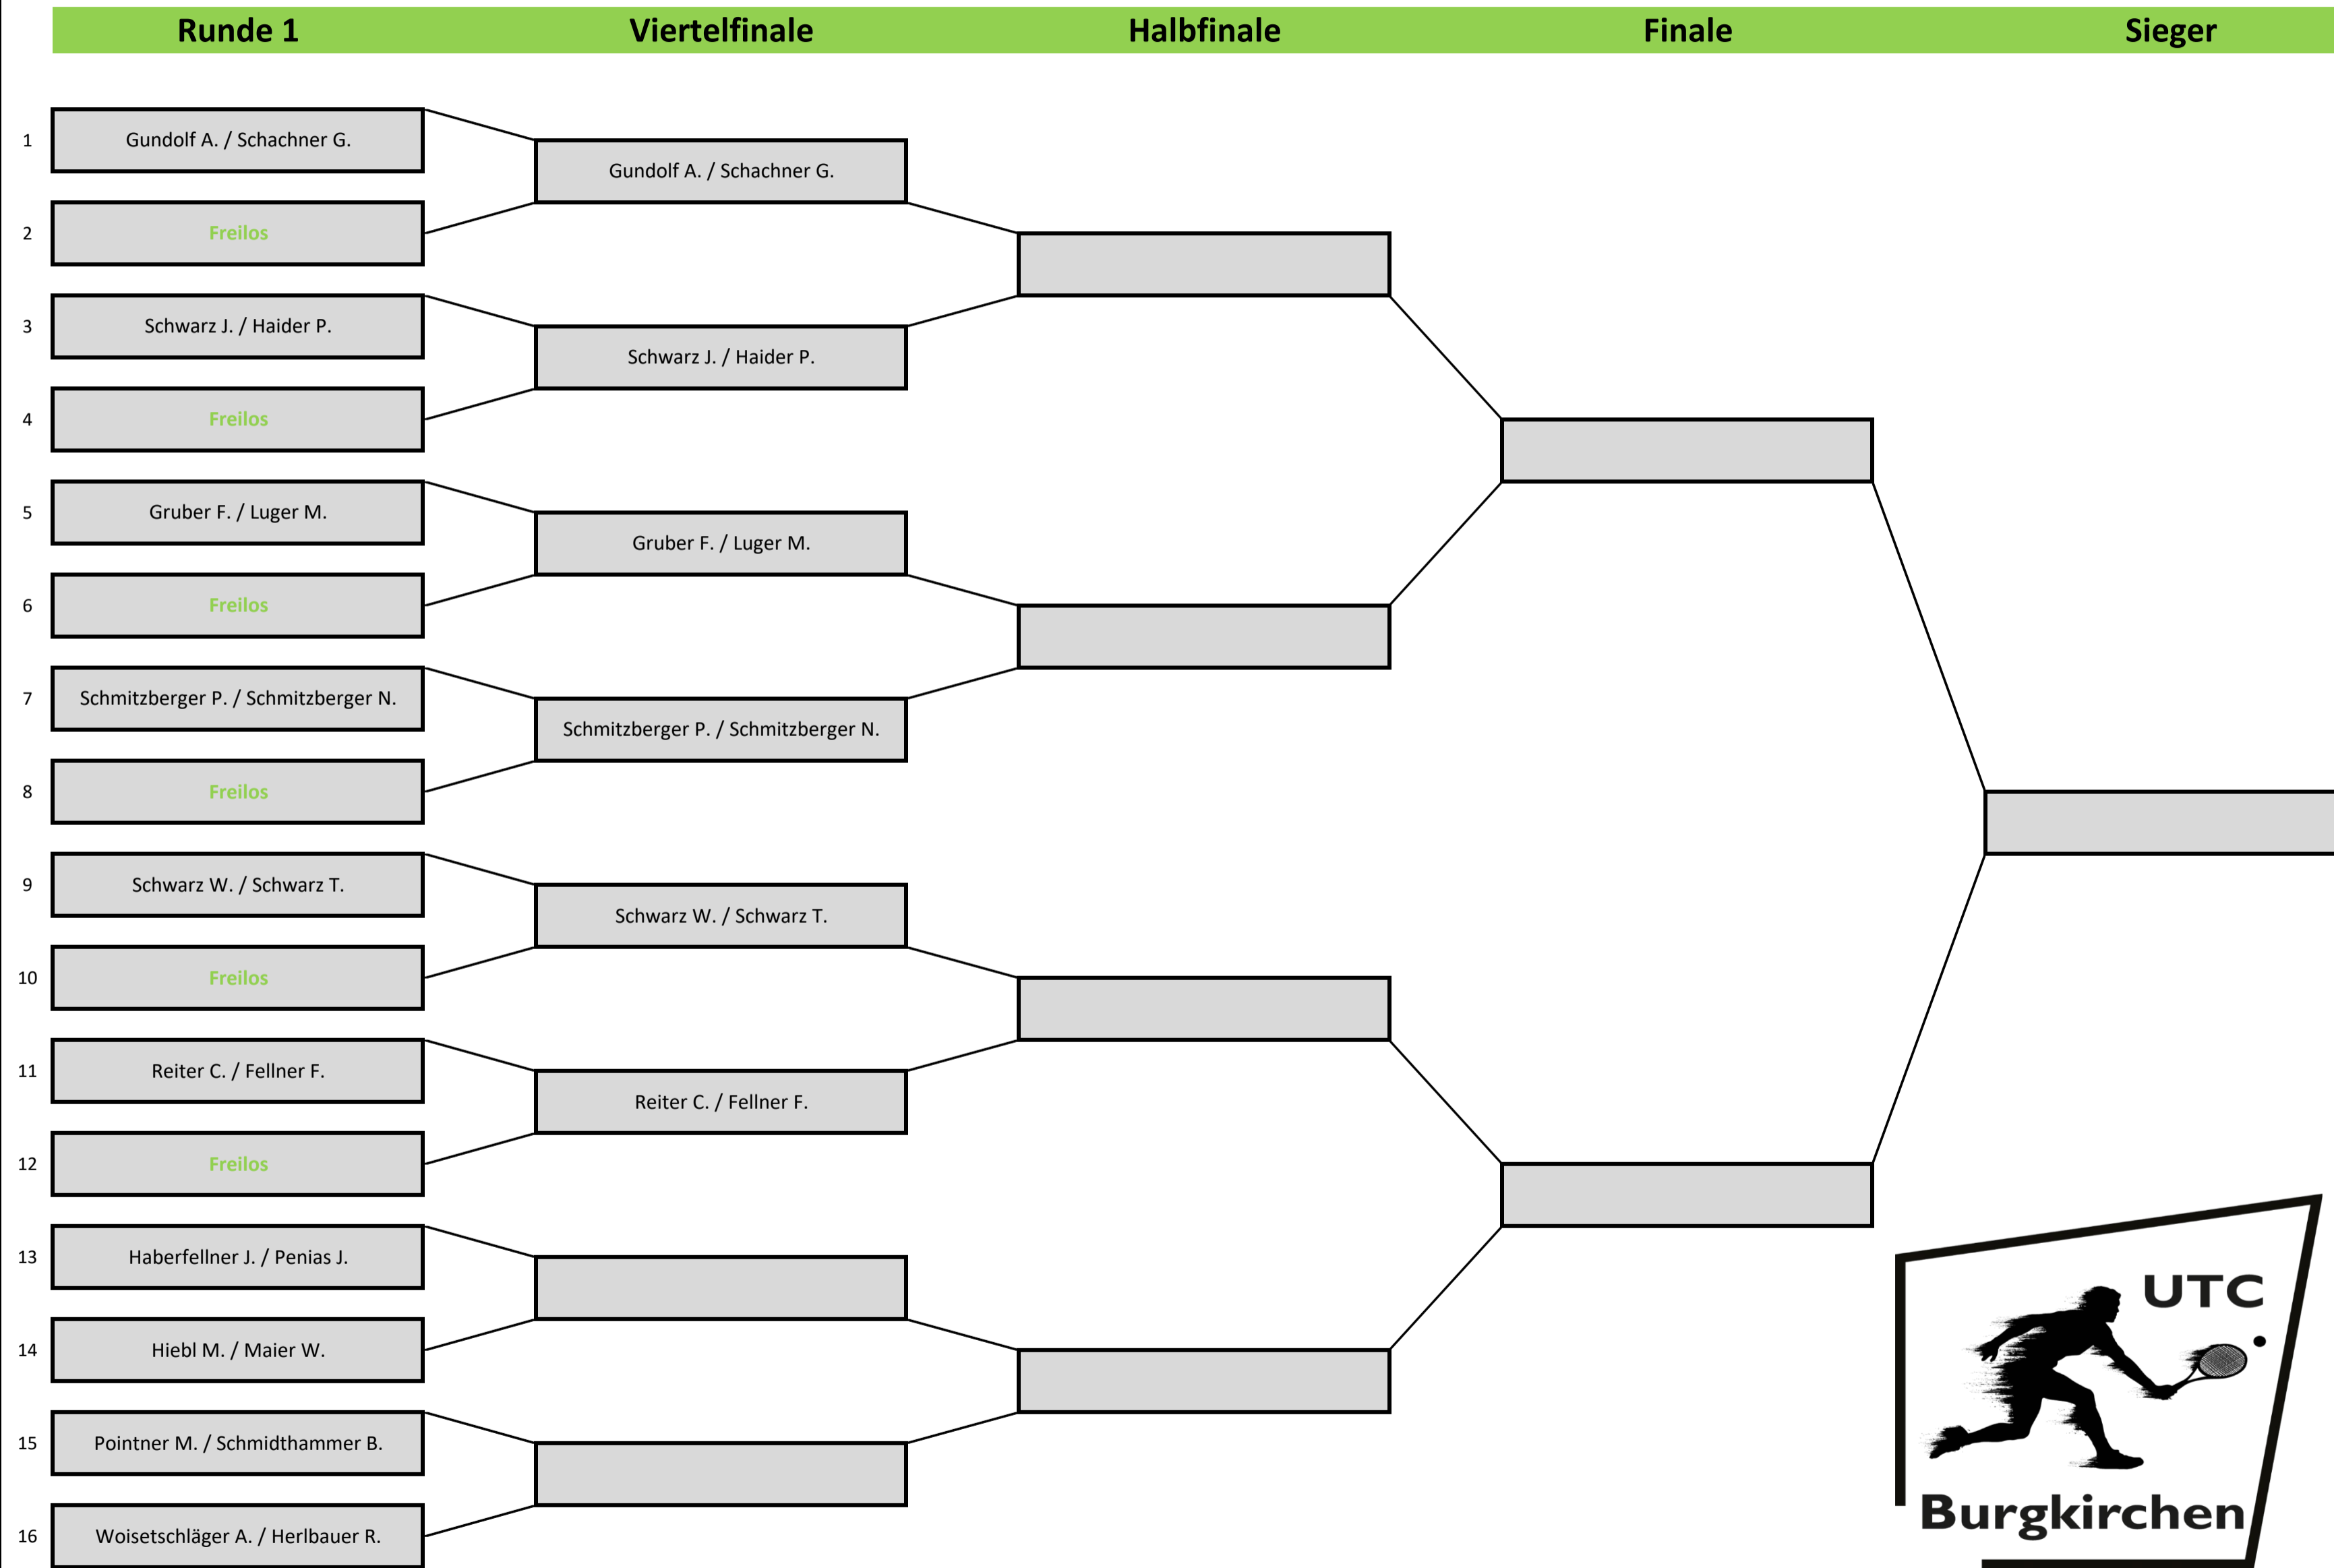 Runde 1 Viertelfinale Halbfinale Finale Sieger
1 Gundolf A. / Schachner G.
Gundolf A. / Schachner G.
2 Freilos
3 Schwarz J. / Haider P.
Schwarz J. / Haider P.
4 Freilos
5 Gruber F. / Luger M.
Gruber F. / Luger M.
6 Freilos
7 Schmitzberger P. / Schmitzberger N.
Schmitzberger P. / Schmitzberger N.
8 Freilos
9 Schwarz W. / Schwarz T.
Schwarz W. / Schwarz T.
10 Freilos
11 Reiter C. / Fellner F.
Reiter C. / Fellner F.
12 Freilos
13 Haberfellner J. / Penias J.
14 Hiebl M. / Maier W.
15 Pointner M. / Schmidthammer B.
16 Woisetschläger A. / Herlbauer R.
UTC
Burgkirchen